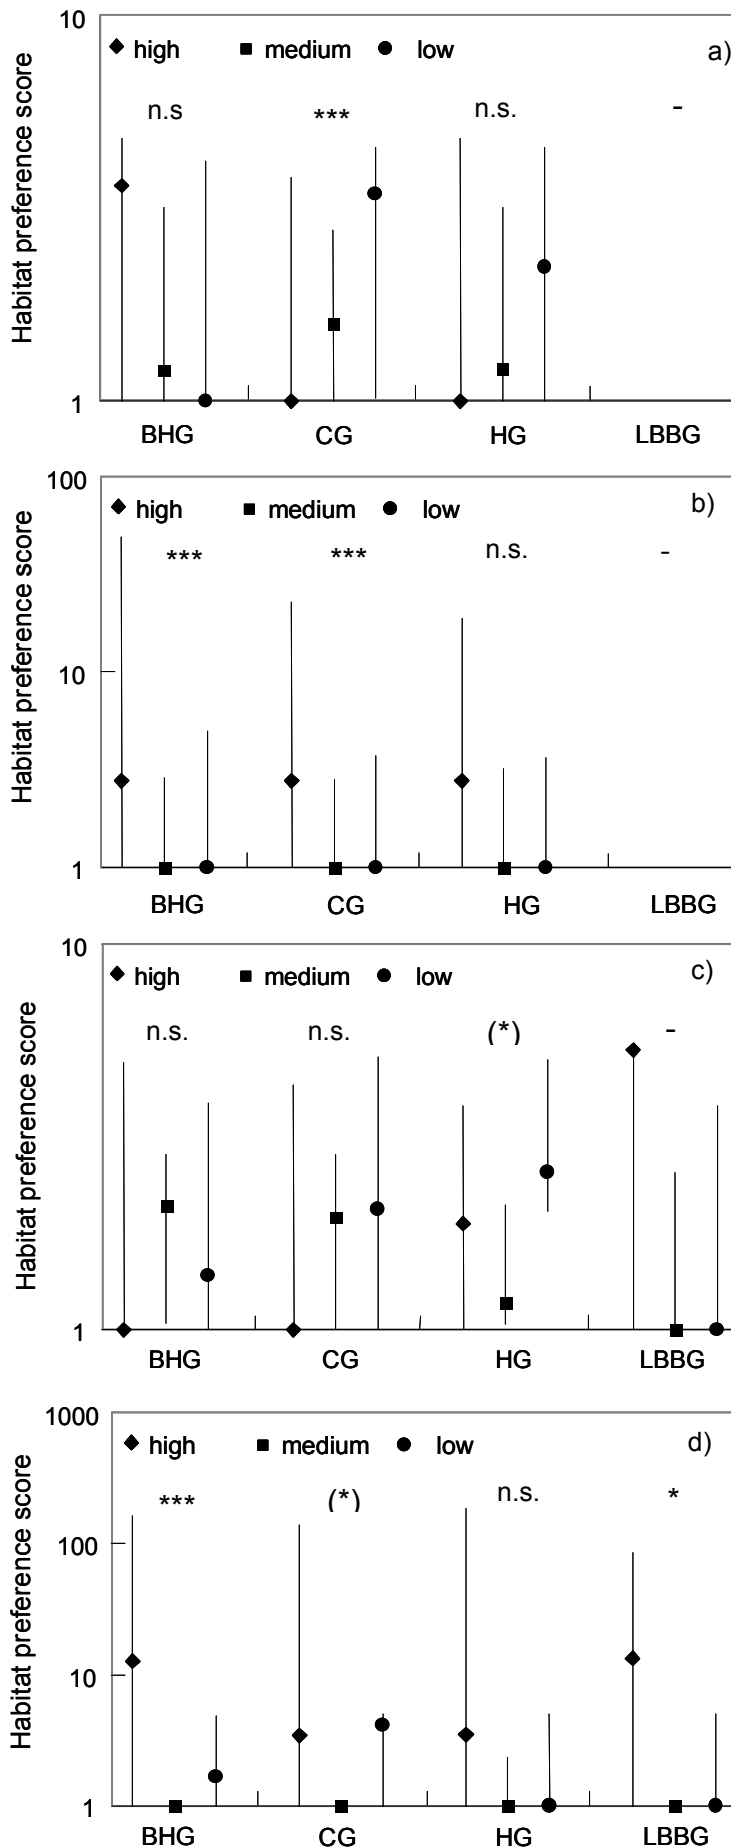 10
high medium low a)
n.s *** n.s. -
Habitat preference score
1
BHG CG HG LBBG
100
high medium low b)
*** *** n.s. -
Habitat preference score
10
1
BHG CG HG LBBG
10
high medium low c)
n.s. n.s. (*) -
Habitat preference score
1
BHG CG HG LBBG
1000
high medium low d)
*** (*) n.s. *
100
Habitat preference score
10
1
BHG CG HG LBBG